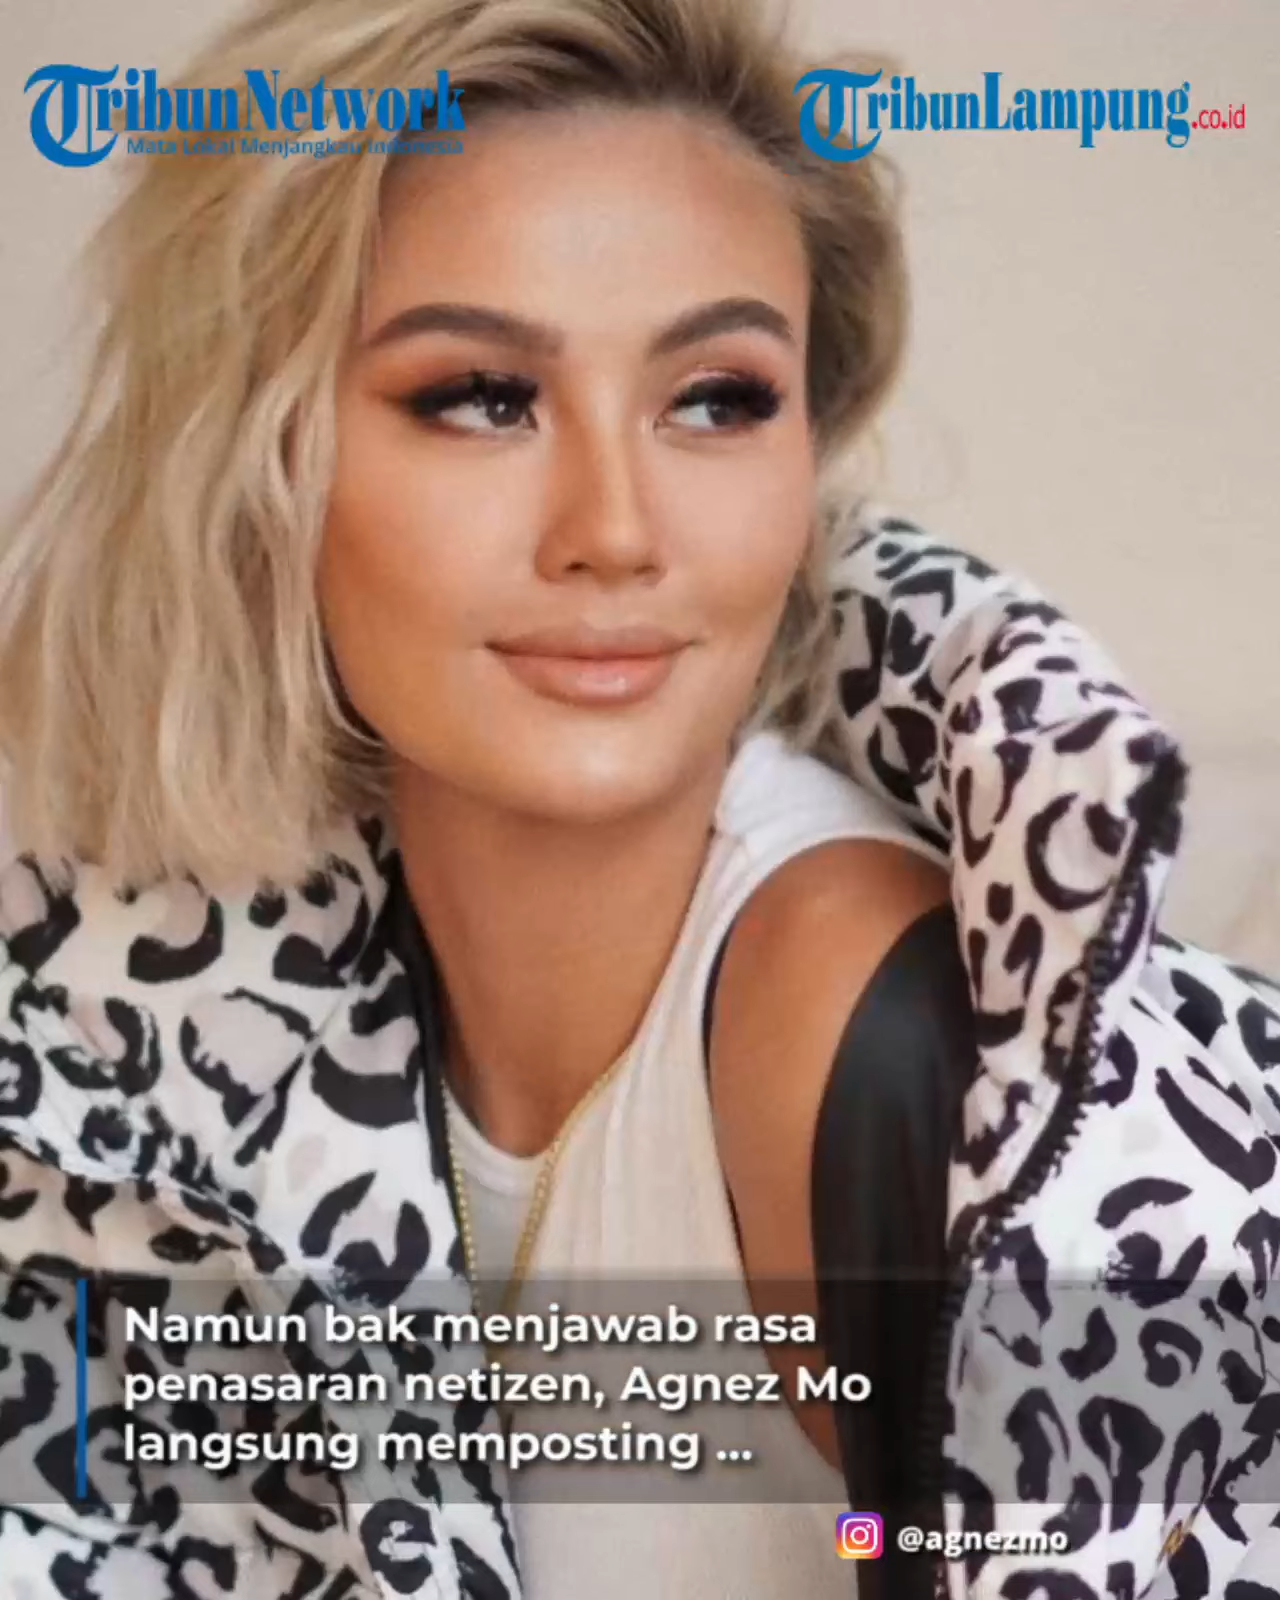 TribunNetwork
Mata Lokal Menjangkau Indonesia
TribunLampung.co.id
Namun bak menjawab rasa
penasaran netizen, Agnez Mo
langsung memposting ...
@agnezmo